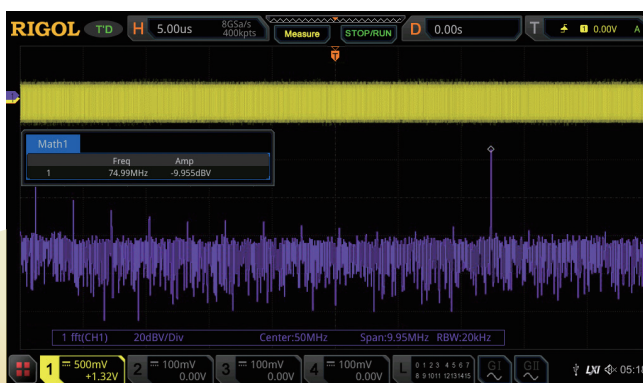 RIGOL T'D H 5.00us 8GSa/s 400kpts Measure STOP/RUN D 0.00s T 1 0.00V A
T
1
Math1
Freq Amp
1 74.99MHz -9.955dBV
1 fft(CH1) 20dBV/Div Center:50MHz Span:9.95MHz RBW:20kHz
1 500mV +1.32V 2 100mV 0.00V 3 100mV 0.00V 4 100mV 0.00V L 0 1 2 3 4 5 6 7 8 9 10 11 12 13 14 15 GI GII LXI